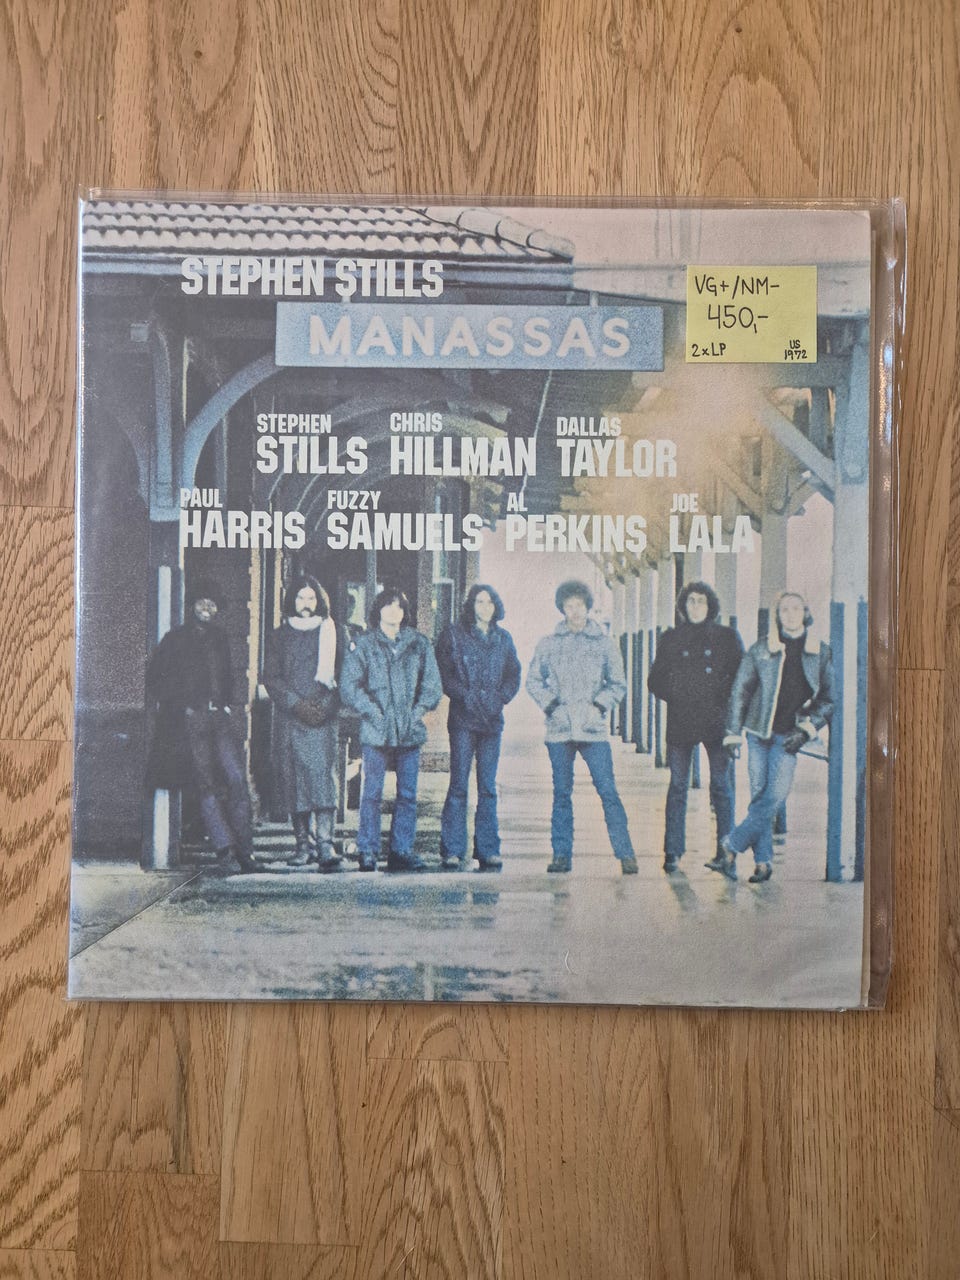 STEPHEN STILLS
MANASSAS
VG+/NM-
450,-
2xLP US 1972
STEPHEN STILLS CHRIS HILLMAN DALLAS TAYLOR
PAUL HARRIS FUZZY SAMUELS AL PERKINS JOE LALA